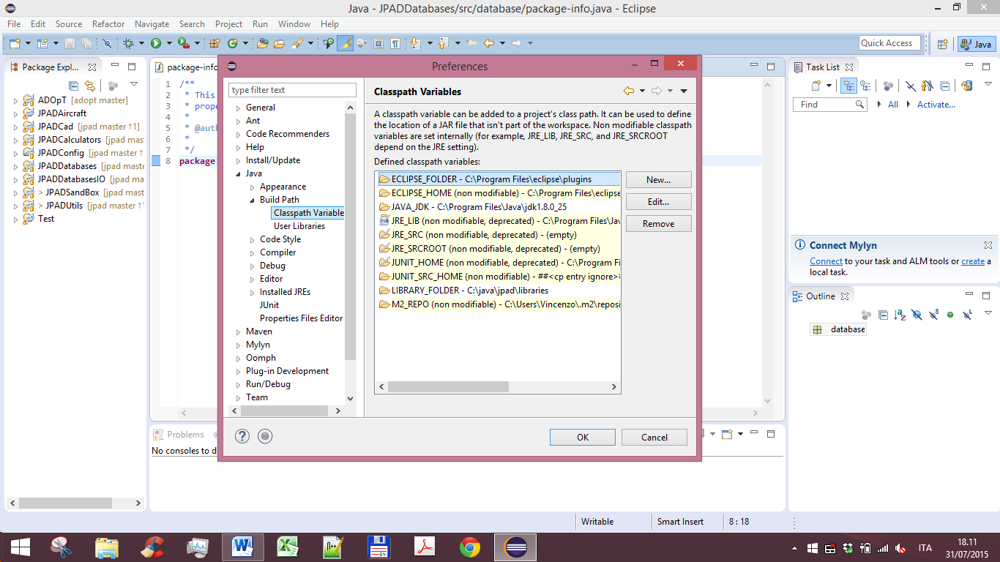 Java - JPADDatabases/src/database/package-info.java - Eclipse
File Edit Source Refactor Navigate Search Project Run Window Help
Quick Access
Java
Package Expl...
ADOpT [adopt master]
JPADAircraft
JPADCad [jpad master ↑1]
JPADCalculators [jpad mas
JPADConfig [jpad master ↑
JPADDatabases [jpad maste
JPADDatabasesIO [jpad ma
> JPADSandBox [jpad mast
> JPADUtils [jpad master ↑1
Test
package-info
1 /**
2 * This
3 * prope
4 *
5 * @auth
6 *
7 */
8 package
Preferences
type filter text
General
Ant
Code Recommenders
Help
Install/Update
Java
Appearance
Build Path
Classpath Variable
User Libraries
Code Style
Compiler
Debug
Editor
Installed JREs
JUnit
Properties Files Editor
Maven
Mylyn
Oomph
Plug-in Development
Run/Debug
Team
Classpath Variables
A classpath variable can be added to a project's class path. It can be used to define
the location of a JAR file that isn't part of the workspace. Non modifiable classpath
variables are set internally (for example, JRE_LIB, JRE_SRC, and JRE_SRCROOT
depend on the JRE setting).
Defined classpath variables:
ECLIPSE_FOLDER - C:\Program Files\eclipse\plugins
ECLIPSE_HOME (non modifiable) - C:\Program Files\eclipse
JAVA_JDK - C:\Program Files\Java\jdk1.8.0_25
JRE_LIB (non modifiable, deprecated) - C:\Program Files\Jav
JRE_SRC (non modifiable, deprecated) - (empty)
JRE_SRCROOT (non modifiable, deprecated) - (empty)
JUNIT_HOME (non modifiable, deprecated) - C:\Program Fi
JUNIT_SRC_HOME (non modifiable) - ##<cp entry ignore>#
LIBRARY_FOLDER - C:\java\jpad\libraries
M2_REPO (non modifiable) - C:\Users\Vincenzo\.m2\reposi
New...
Edit...
Remove
OK
Cancel
Task List
Find
All
Activate...
Connect Mylyn
Connect to your task and ALM tools or create a
local task.
Outline
database
Problems
No consoles to d
Writable
Smart Insert
8 : 18
ITA
18.11
31/07/2015